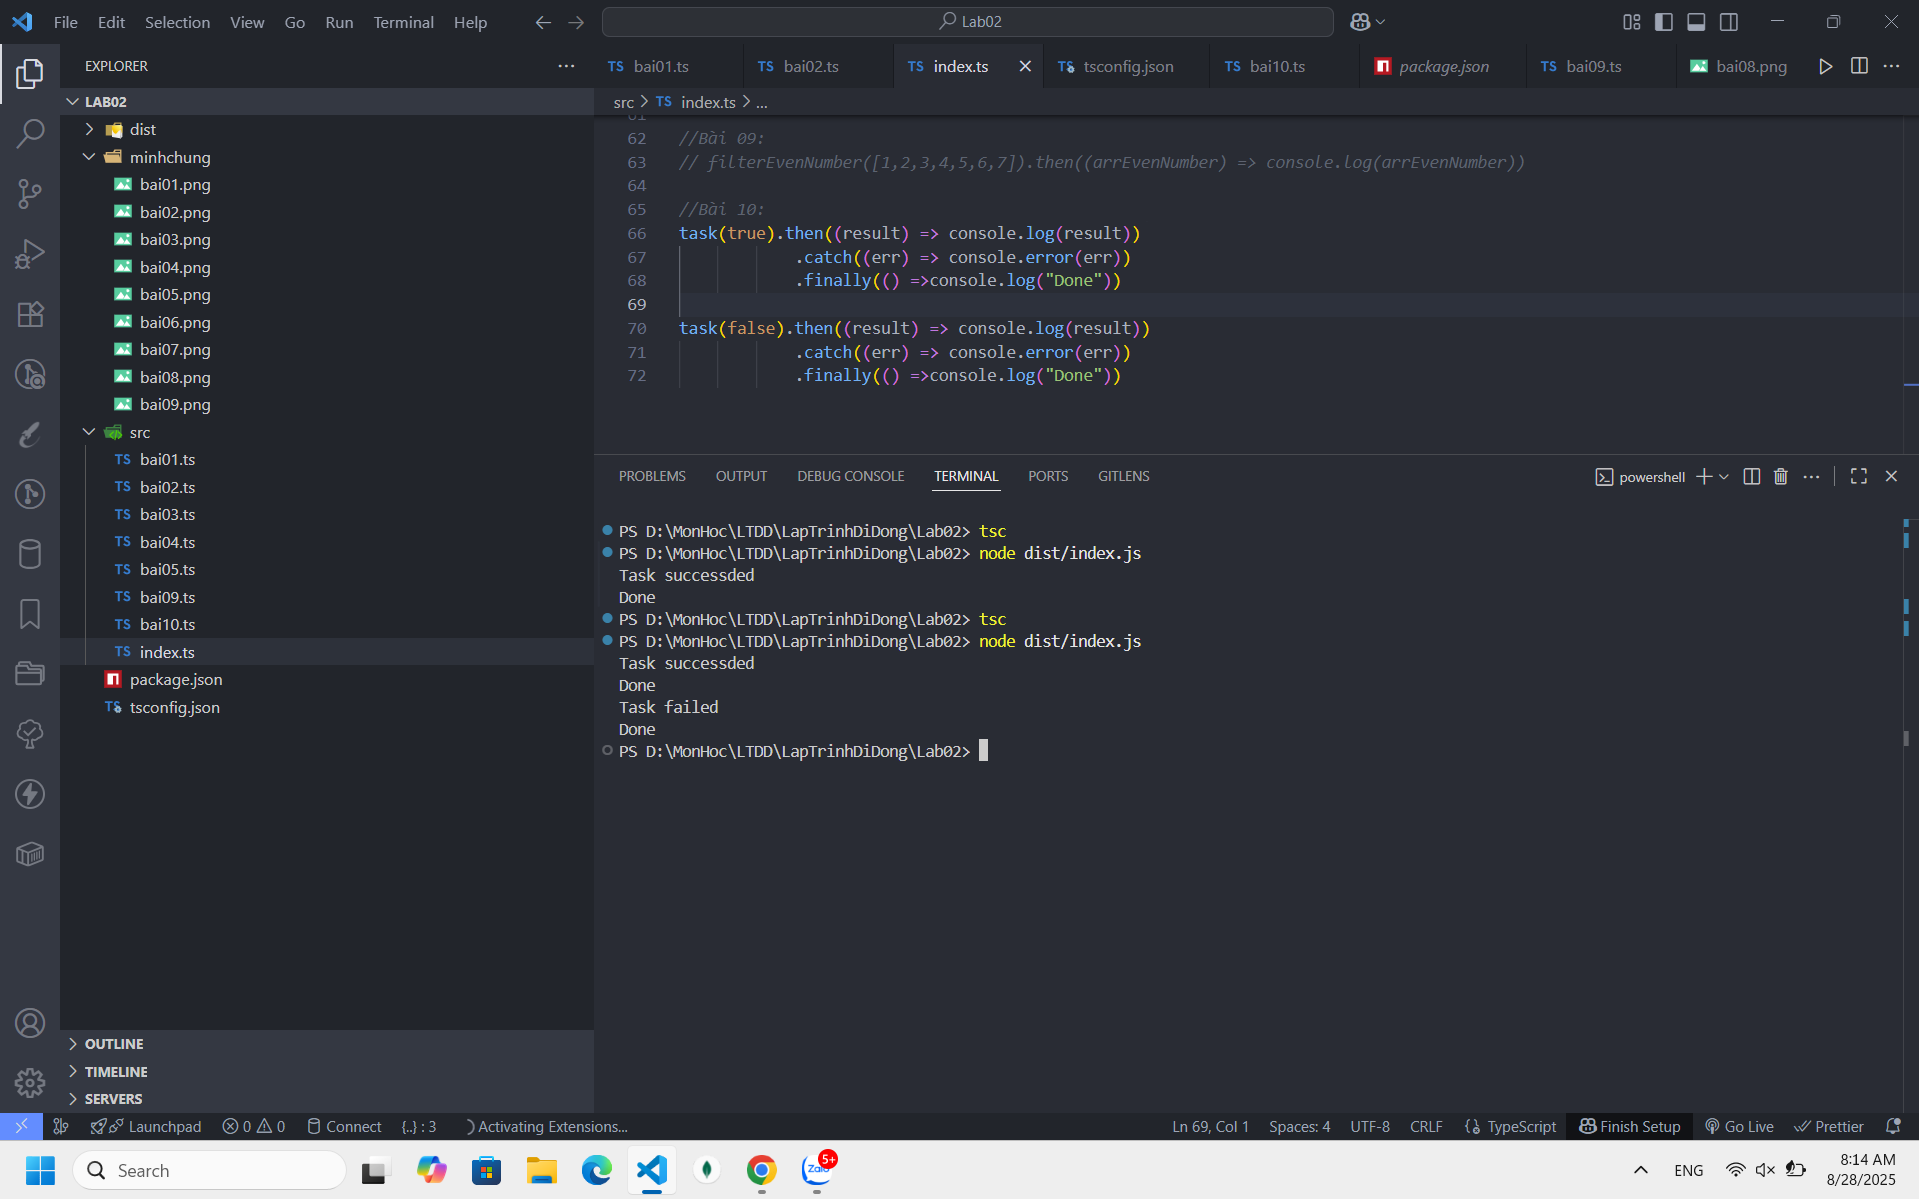 File Edit Selection View Go Run Terminal Help
Lab02
EXPLORER
bai01.ts
bai02.ts
index.ts
tsconfig.json
bai10.ts
package.json
bai09.ts
bai08.png
LAB02
src > TS index.ts > ...
dist
minhchung
bai01.png
bai02.png
bai03.png
bai04.png
bai05.png
bai06.png
bai07.png
bai08.png
bai09.png
src
TS bai01.ts
TS bai02.ts
TS bai03.ts
TS bai04.ts
TS bai05.ts
TS bai09.ts
TS bai10.ts
TS index.ts
package.json
tsconfig.json
OUTLINE
TIMELINE
SERVERS
61
62 //Bài 09:
63 // filterEvenNumber([1,2,3,4,5,6,7]).then((arrEvenNumber) => console.log(arrEvenNumber))
64
65 //Bài 10:
66 task(true).then((result) => console.log(result))
67 .catch((err) => console.error(err))
68 .finally(() =>console.log("Done"))
69
70 task(false).then((result) => console.log(result))
71 .catch((err) => console.error(err))
72 .finally(() =>console.log("Done"))
PROBLEMS OUTPUT DEBUG CONSOLE TERMINAL PORTS GITLENS
powershell
PS D:\MonHoc\LTDD\LapTrinhDiDong\Lab02> tsc
PS D:\MonHoc\LTDD\LapTrinhDiDong\Lab02> node dist/index.js
Task successded
Done
PS D:\MonHoc\LTDD\LapTrinhDiDong\Lab02> tsc
PS D:\MonHoc\LTDD\LapTrinhDiDong\Lab02> node dist/index.js
Task successded
Done
Task failed
Done
PS D:\MonHoc\LTDD\LapTrinhDiDong\Lab02>
Launchpad 0 0 Connect {..} : 3 Activating Extensions...
Ln 69, Col 1 Spaces: 4 UTF-8 CRLF TypeScript Finish Setup Go Live Prettier
Search
Zalo
5+
ENG
8:14 AM
8/28/2025